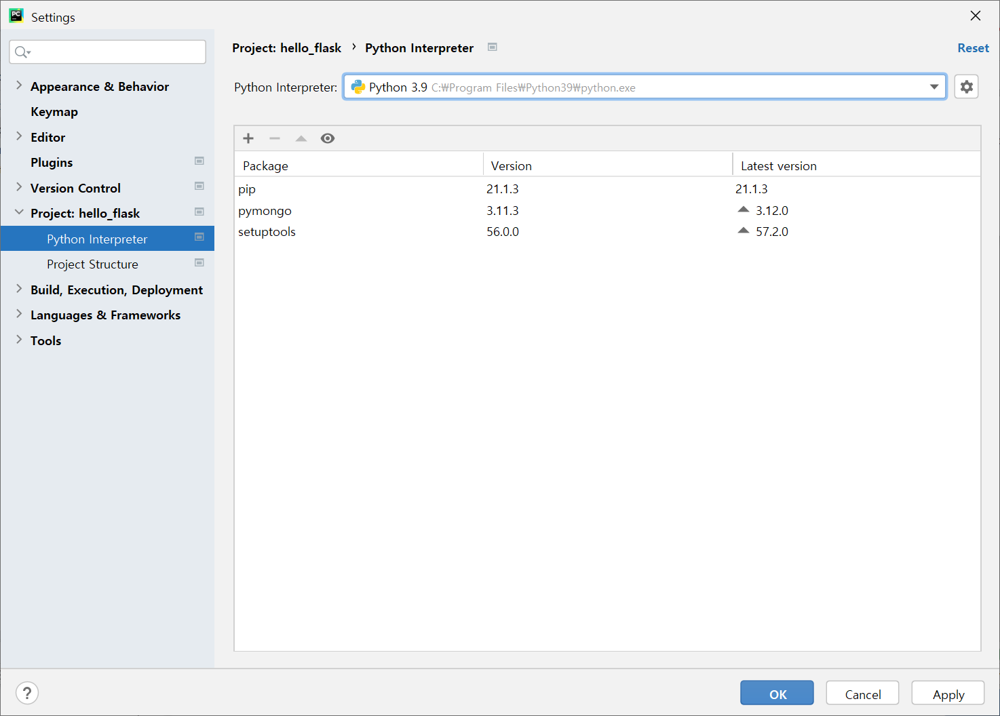 Settings
Project: hello_flask › Python Interpreter
Reset
Python Interpreter: Python 3.9 C:₩Program Files₩Python39₩python.exe
Appearance & Behavior
Keymap
Editor
Plugins
Version Control
Project: hello_flask
Python Interpreter
Project Structure
Build, Execution, Deployment
Languages & Frameworks
Tools
Package Version Latest version
pip 21.1.3 21.1.3
pymongo 3.11.3 3.12.0
setuptools 56.0.0 57.2.0
?
OK Cancel Apply